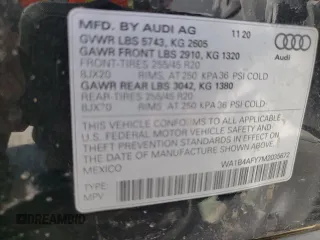 MFD. BY AUDI AG
11 20
GVWR LBS 5743, KG 2605
GAWR FRONT LBS 2910, KG 1320
FRONT-TIRES 255/45 R20
8JX20 RIMS, AT 250 KPA 36 PSI COLD
GAWR REAR LBS 3042, KG 1380
REAR-TIRES 255/45 R20
8JX20 RIMS, AT 250 KPA 36 PSI COLD
THIS VEHICLE CONFORMS TO ALL APPLICABLE
U.S. FEDERAL MOTOR VEHICLE SAFETY
STANDARDS IN EFFECT ON THE DATE OF
MANUFACTURE SHOWN ABOVE.
TYPE:
MPV
MEXICO
Audi
DREAMBID